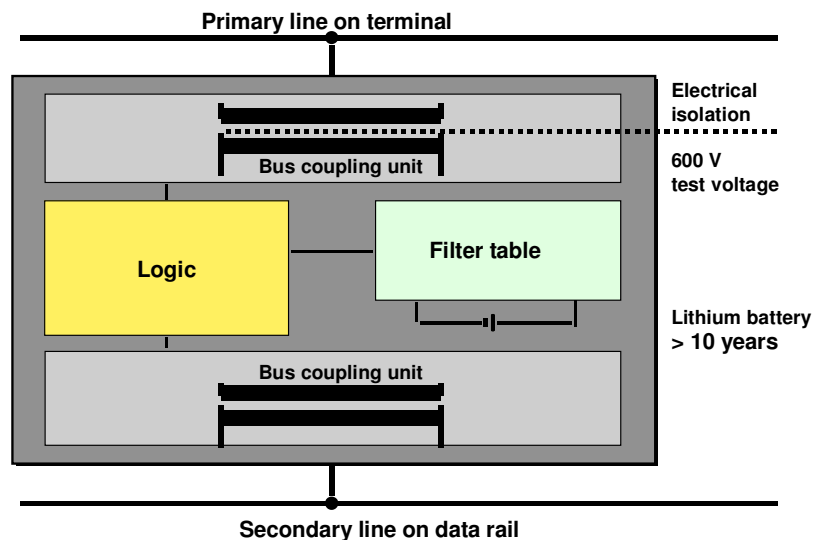 Primary line on terminal
Electrical
isolation
600 V
test voltage
Bus coupling unit
Logic
Filter table
Lithium battery
> 10 years
Bus coupling unit
Secondary line on data rail